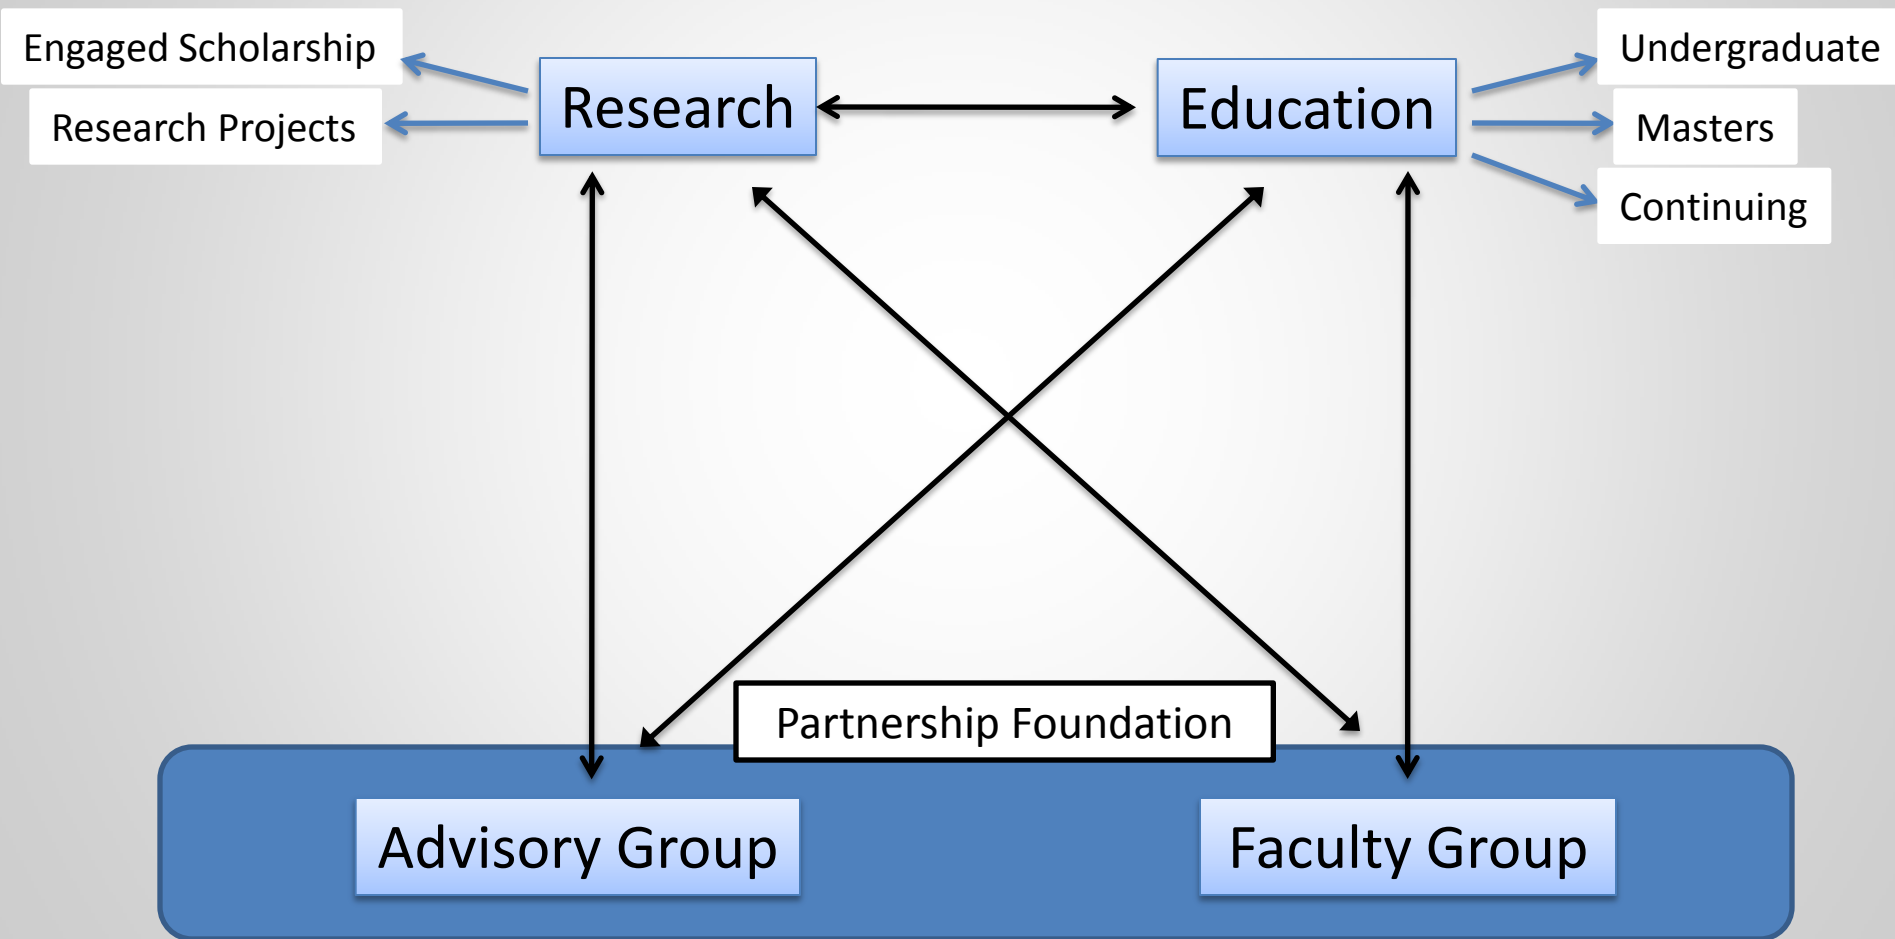 Engaged Scholarship
Research Projects
Research
Education
Undergraduate
Masters
Continuing
Partnership Foundation
Advisory Group
Faculty Group